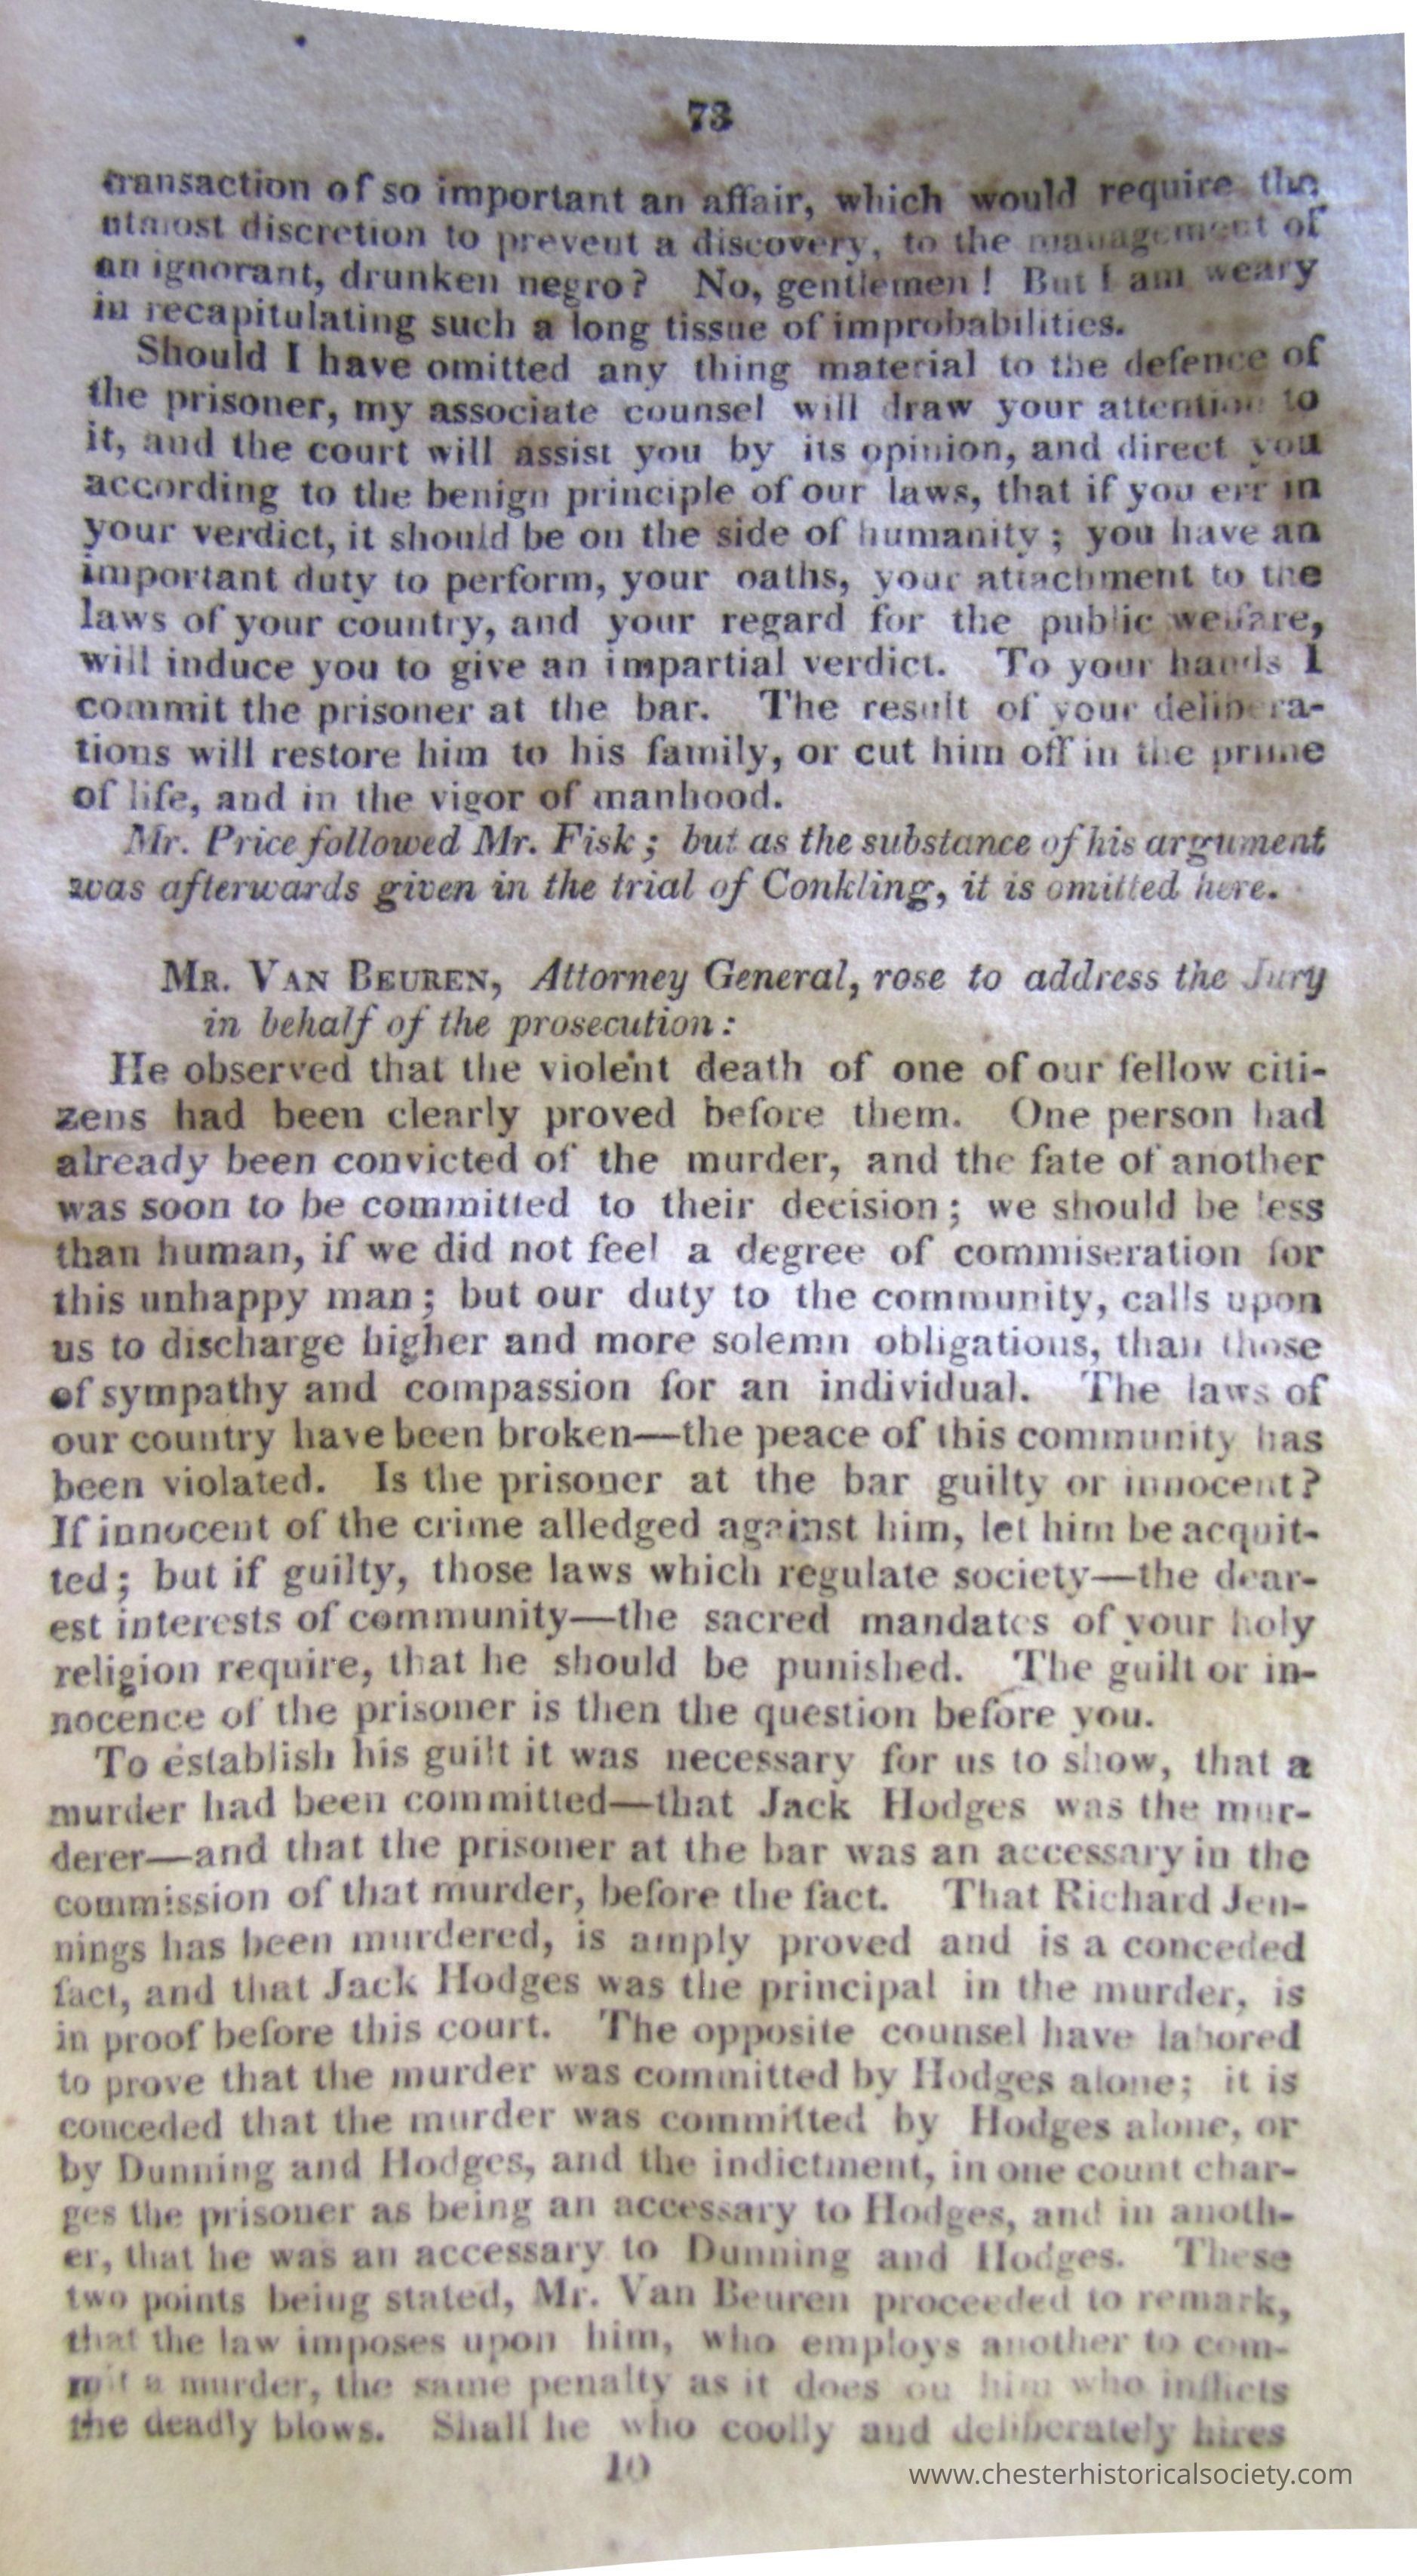 73
transaction of so important an affair, which would require the
utmost discretion to prevent a discovery, to the management of
an ignorant, drunken negro? No, gentlemen! But I am weary
in recapitulating such a long tissue of improbabilities.
Should I have omitted any thing material to the defence of
the prisoner, my associate counsel will draw your attention to
it, and the court will assist you by its opinion, and direct you
according to the benign principle of our laws, that if you err in
your verdict, it should be on the side of humanity; you have an
important duty to perform, your oaths, your attachment to the
laws of your country, and your regard for the public welfare,
will induce you to give an impartial verdict. To your hands I
commit the prisoner at the bar. The result of your delibera-
tions will restore him to his family, or cut him off in the prime
of life, and in the vigor of manhood.
Mr. Price followed Mr. Fisk; but as the substance of his argument
was afterwards given in the trial of Conkling, it is omitted here.
MR. VAN BEUREN, Attorney General, rose to address the Jury
in behalf of the prosecution:
He observed that the violent death of one of our fellow citi-
zens had been clearly proved before them. One person had
already been convicted of the murder, and the fate of another
was soon to be committed to their decision; we should be less
than human, if we did not feel a degree of commiseration for
this unhappy man; but our duty to the community, calls upon
us to discharge higher and more solemn obligations, than those
of sympathy and compassion for an individual. The laws of
our country have been broken—the peace of this community has
been violated. Is the prisoner at the bar guilty or innocent?
If innocent of the crime alledged against him, let him be acquit-
ted; but if guilty, those laws which regulate society—the dear-
est interests of community—the sacred mandates of your holy
religion require, that he should be punished. The guilt or in-
nocence of the prisoner is then the question before you.
To establish his guilt it was necessary for us to show, that a
murder had been committed—that Jack Hodges was the mur-
derer—and that the prisoner at the bar was an accessary in the
commission of that murder, before the fact. That Richard Jen-
nings has been murdered, is amply proved and is a conceded
fact, and that Jack Hodges was the principal in the murder, is
in proof before this court. The opposite counsel have labored
to prove that the murder was committed by Hodges alone; it is
conceded that the murder was committed by Hodges alone, or
by Dunning and Hodges, and the indictment, in one count char-
ges the prisoner as being an accessary to Hodges, and in anoth-
er, that he was an accessary to Dunning and Hodges. These
two points being stated, Mr. Van Beuren proceeded to remark,
that the law imposes upon him, who employs another to com-
mit a murder, the same penalty as it does on him who inflicts
the deadly blows. Shall he who coolly and deliberately hires
10
www.chesterhistoricalsociety.com